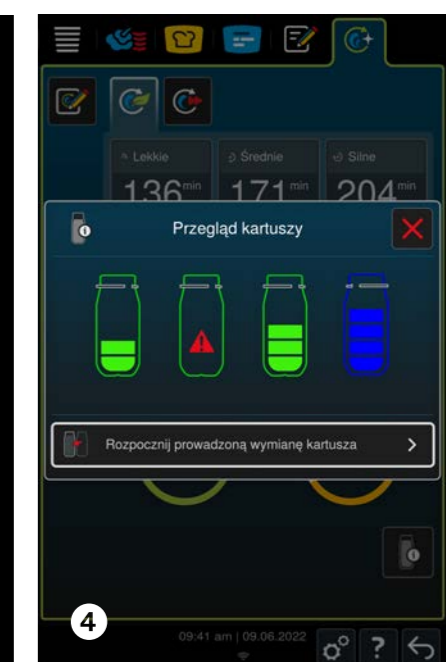 Lekkie
Średnie
Silne
136 min
171 min
204 min
Przegląd kartuszy
Rozpocznij prowadzoną wymianę kartusza
4
09:41 am | 09.06.2022
?